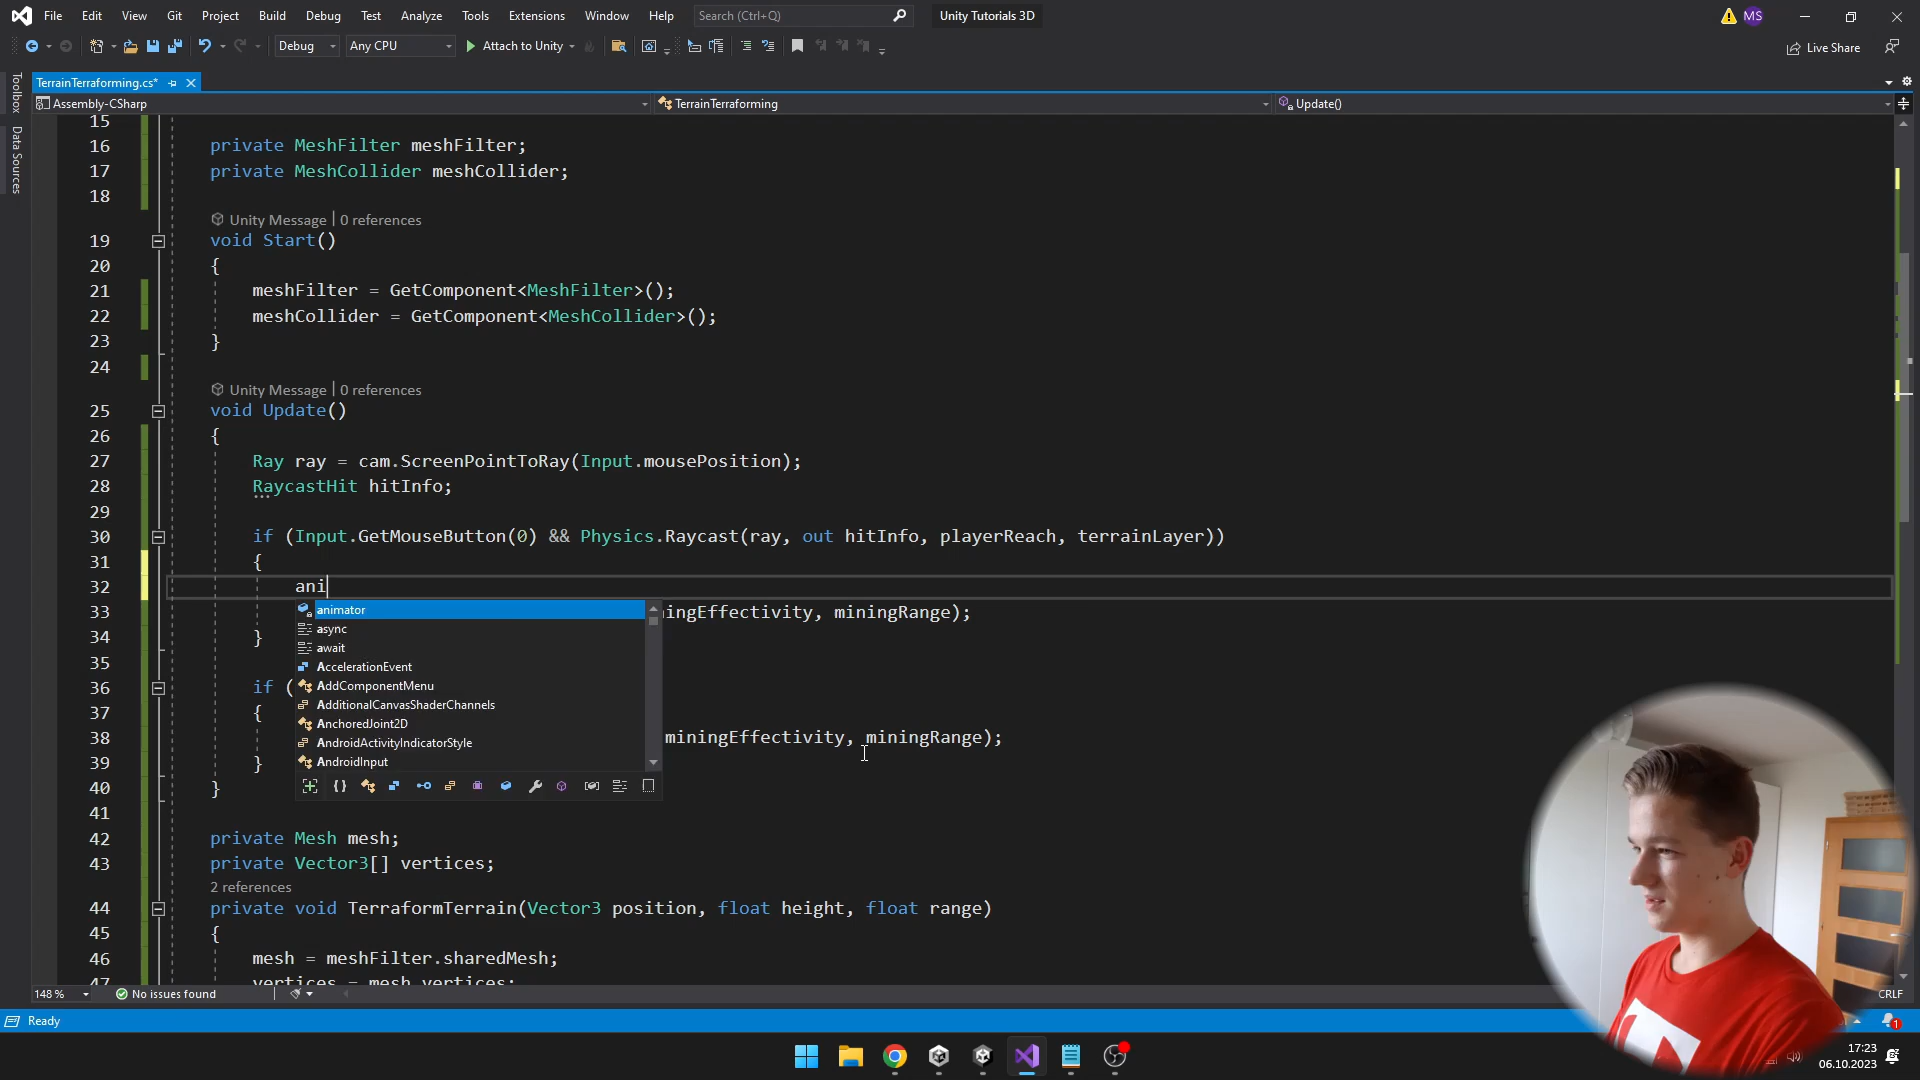 File Edit View Git Project Build Debug Test Analyze Tools Extensions Window Help Search (Ctrl+Q) Unity Tutorials 3D MS
Debug Any CPU Attach to Unity Live Share
Toolbox
Data Sources
TerrainTerraforming.cs*
Assembly-CSharp TerrainTerraforming Update()
15
16 private MeshFilter meshFilter;
17 private MeshCollider meshCollider;
18
Unity Message | 0 references
19 void Start()
20 {
21 meshFilter = GetComponent<MeshFilter>();
22 meshCollider = GetComponent<MeshCollider>();
23 }
24
Unity Message | 0 references
25 void Update()
26 {
27 Ray ray = cam.ScreenPointToRay(Input.mousePosition);
28 RaycastHit hitInfo;
29
30 if (Input.GetMouseButton(0) && Physics.Raycast(ray, out hitInfo, playerReach, terrainLayer))
31 {
32 ani
animator
33 ingEffectivity, miningRange);
async
34 }
await
35
AccelerationEvent
36 if (
AddComponentMenu
AdditionalCanvasShaderChannels
37 {
AnchoredJoint2D
38 miningEffectivity, miningRange);
AndroidActivityIndicatorStyle
39 }
AndroidInput
40 }
41
42 private Mesh mesh;
43 private Vector3[] vertices;
2 references
44 private void TerraformTerrain(Vector3 position, float height, float range)
45 {
46 mesh = meshFilter.sharedMesh;
47 vertices = mesh.vertices;
148 % No issues found CRLF
Ready 1
17:23
06.10.2023